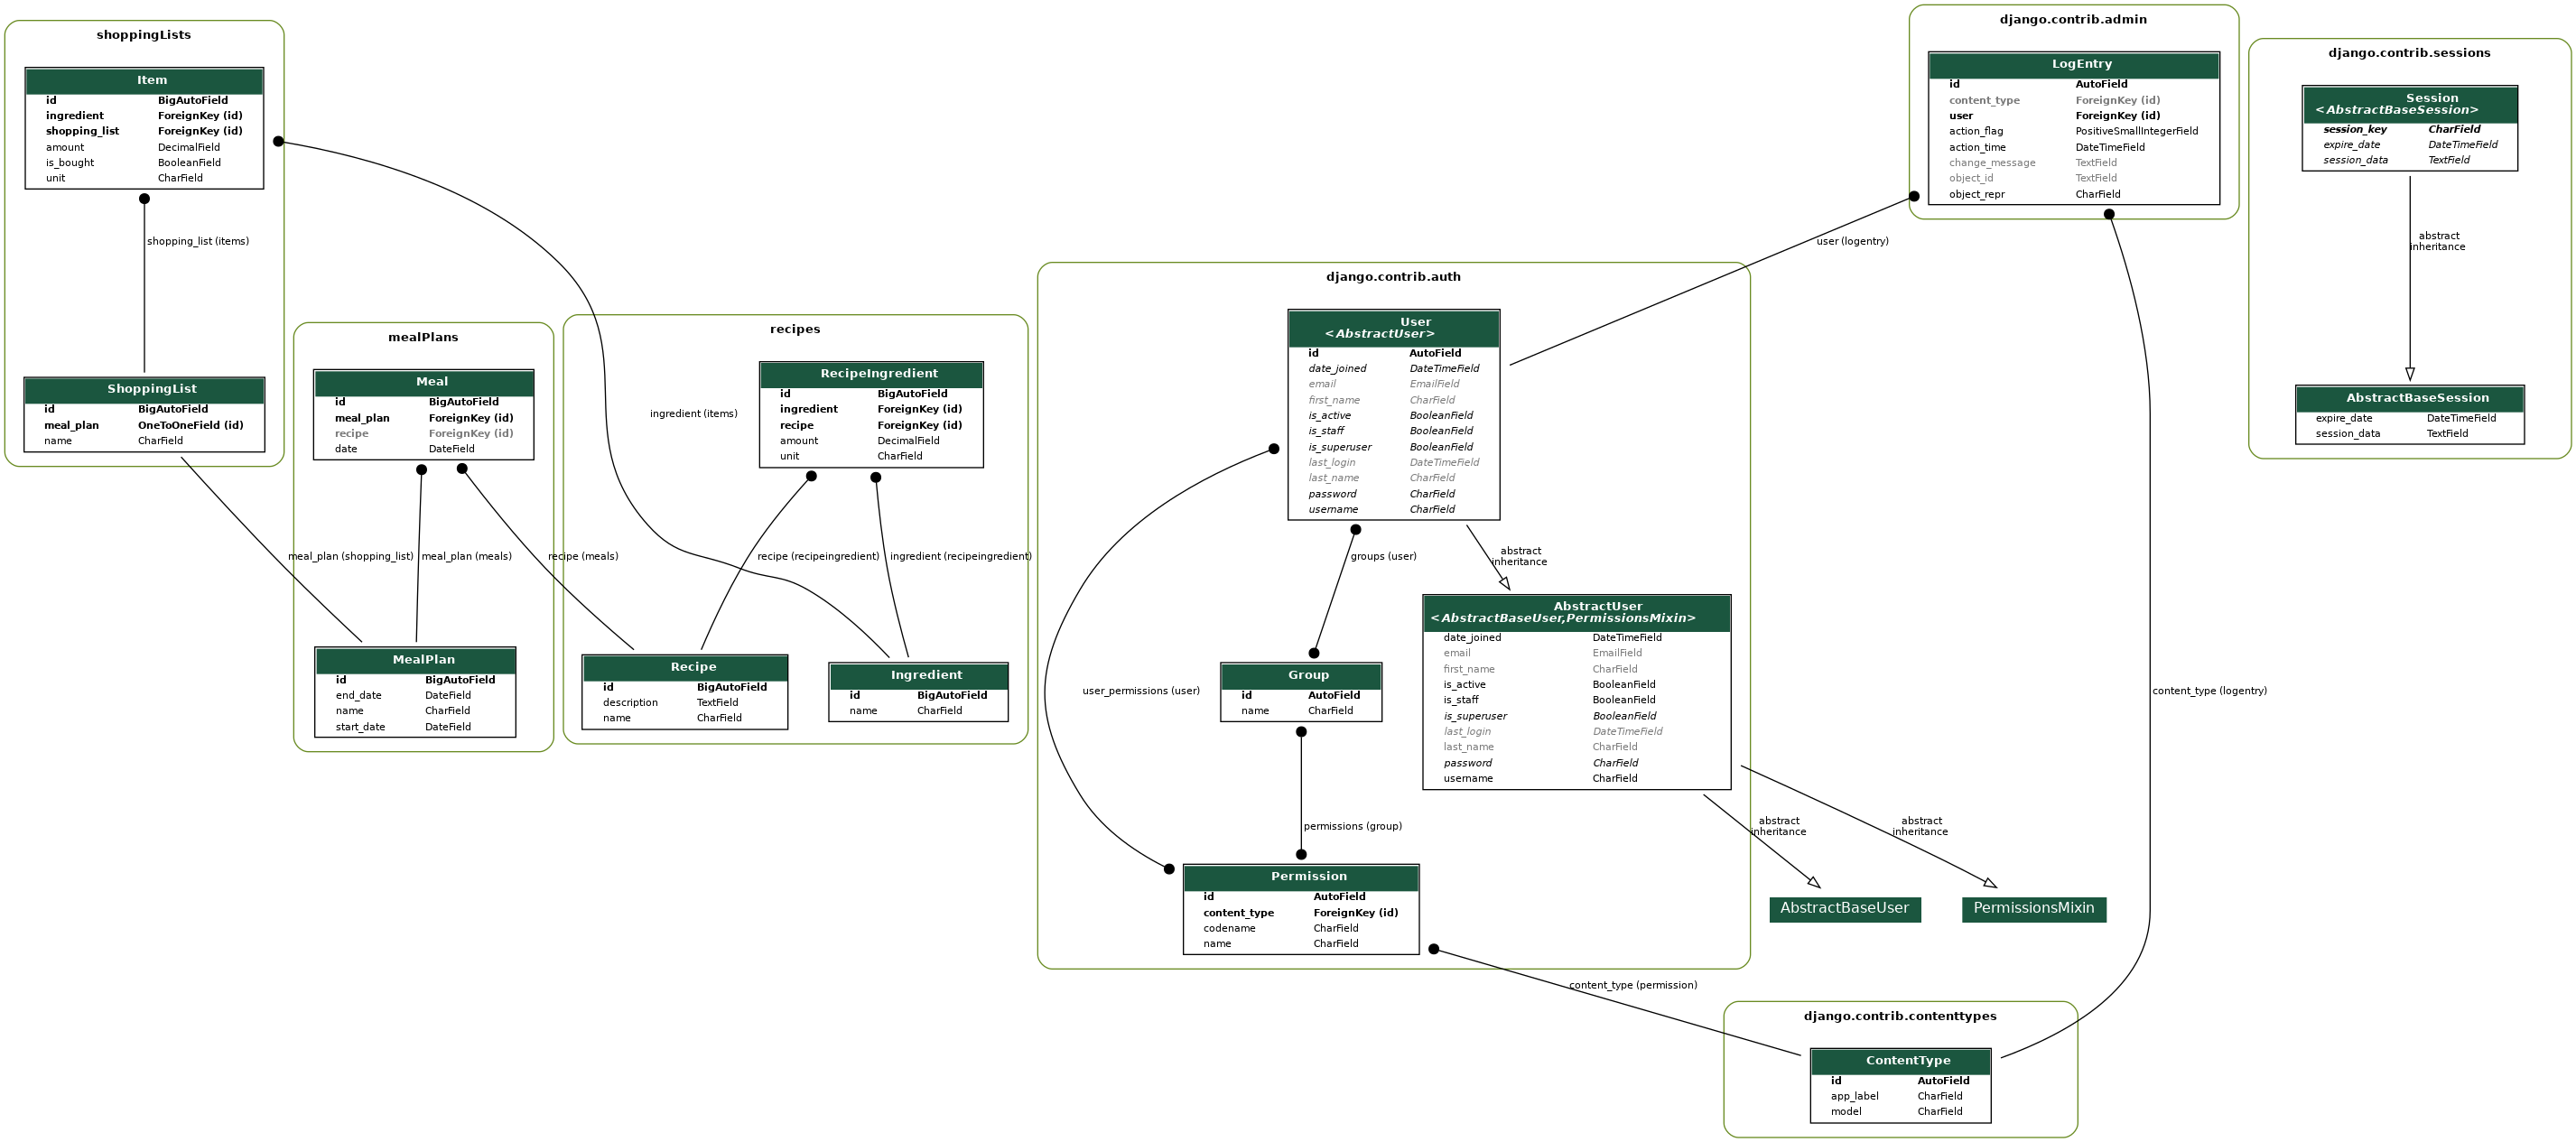 shoppingLists
Item
id BigAutoField
ingredient ForeignKey (id)
shopping_list ForeignKey (id)
amount DecimalField
is_bought BooleanField
unit CharField
shopping_list (items)
ShoppingList
id BigAutoField
meal_plan OneToOneField (id)
name CharField
mealPlans
Meal
id BigAutoField
meal_plan ForeignKey (id)
recipe ForeignKey (id)
date DateField
meal_plan (shopping_list)
meal_plan (meals)
recipe (meals)
MealPlan
id BigAutoField
end_date DateField
name CharField
start_date DateField
recipes
RecipeIngredient
id BigAutoField
ingredient ForeignKey (id)
recipe ForeignKey (id)
amount DecimalField
unit CharField
ingredient (items)
recipe (recipeingredient)
ingredient (recipeingredient)
Recipe
id BigAutoField
description TextField
name CharField
Ingredient
id BigAutoField
name CharField
django.contrib.auth
User
<AbstractUser>
id AutoField
date_joined DateTimeField
email EmailField
first_name CharField
is_active BooleanField
is_staff BooleanField
is_superuser BooleanField
last_login DateTimeField
last_name CharField
password CharField
username CharField
groups (user)
abstract
inheritance
user_permissions (user)
Group
id AutoField
name CharField
AbstractUser
<AbstractBaseUser,PermissionsMixin>
date_joined DateTimeField
email EmailField
first_name CharField
is_active BooleanField
is_staff BooleanField
is_superuser BooleanField
last_login DateTimeField
last_name CharField
password CharField
username CharField
permissions (group)
Permission
id AutoField
content_type ForeignKey (id)
codename CharField
name CharField
abstract
inheritance
abstract
inheritance
AbstractBaseUser
PermissionsMixin
content_type (permission)
django.contrib.contenttypes
ContentType
id AutoField
app_label CharField
model CharField
django.contrib.admin
LogEntry
id AutoField
content_type ForeignKey (id)
user ForeignKey (id)
action_flag PositiveSmallIntegerField
action_time DateTimeField
change_message TextField
object_id TextField
object_repr CharField
user (logentry)
content_type (logentry)
django.contrib.sessions
Session
<AbstractBaseSession>
session_key CharField
expire_date DateTimeField
session_data TextField
abstract
inheritance
AbstractBaseSession
expire_date DateTimeField
session_data TextField